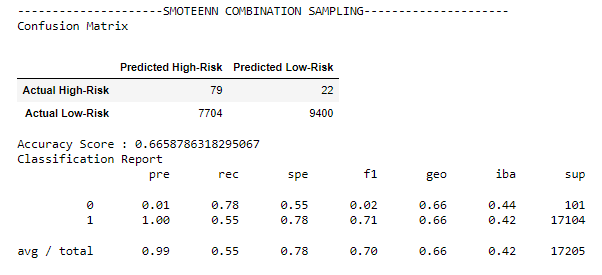 ---------------------SMOTEENN COMBINATION SAMPLING---------------------
Confusion Matrix
Predicted High-Risk Predicted Low-Risk
Actual High-Risk 79 22
Actual Low-Risk 7704 9400
Accuracy Score : 0.6658786318295067
Classification Report
pre rec spe f1 geo iba sup
0 0.01 0.78 0.55 0.02 0.66 0.44 101
1 1.00 0.55 0.78 0.71 0.66 0.42 17104
avg / total 0.99 0.55 0.78 0.70 0.66 0.42 17205